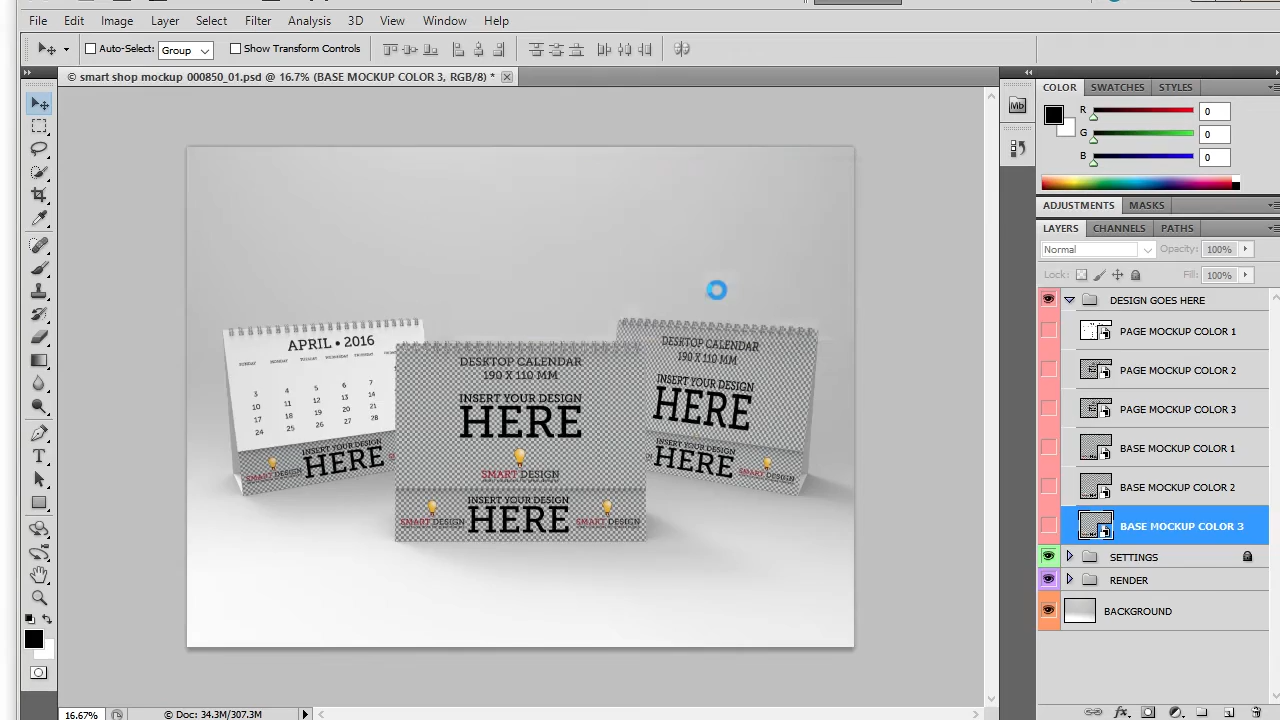 File Edit Image Layer Select Filter Analysis 3D View Window Help
Auto-Select: Group Show Transform Controls
© smart shop mockup 000850_01.psd @ 16.7% (BASE MOCKUP COLOR 3, RGB/8) *
COLOR SWATCHES STYLES
Mb
R 0
G 0
B 0
ADJUSTMENTS MASKS
LAYERS CHANNELS PATHS
Normal Opacity: 100%
Lock: Fill: 100%
DESIGN GOES HERE
PAGE MOCKUP COLOR 1
PAGE MOCKUP COLOR 2
PAGE MOCKUP COLOR 3
BASE MOCKUP COLOR 1
BASE MOCKUP COLOR 2
BASE MOCKUP COLOR 3
SETTINGS
RENDER
BACKGROUND
APRIL • 2016
3 4 5 6 7
10 11 12 13 14
17 18 19 20 21
24 25 26 27 28
INSERT YOUR DESIGN
HERE
SMART DESIGN
DESKTOP CALENDAR
190 X 110 MM
INSERT YOUR DESIGN
HERE
SMART DESIGN
INSERT YOUR DESIGN
HERE
SMART DESIGN
SMART DESIGN
DESKTOP CALENDAR
190 X 110 MM
INSERT YOUR DESIGN
HERE
INSERT YOUR DESIGN
HERE
SMART DESIGN
16.67% © Doc: 34.3M/307.3M